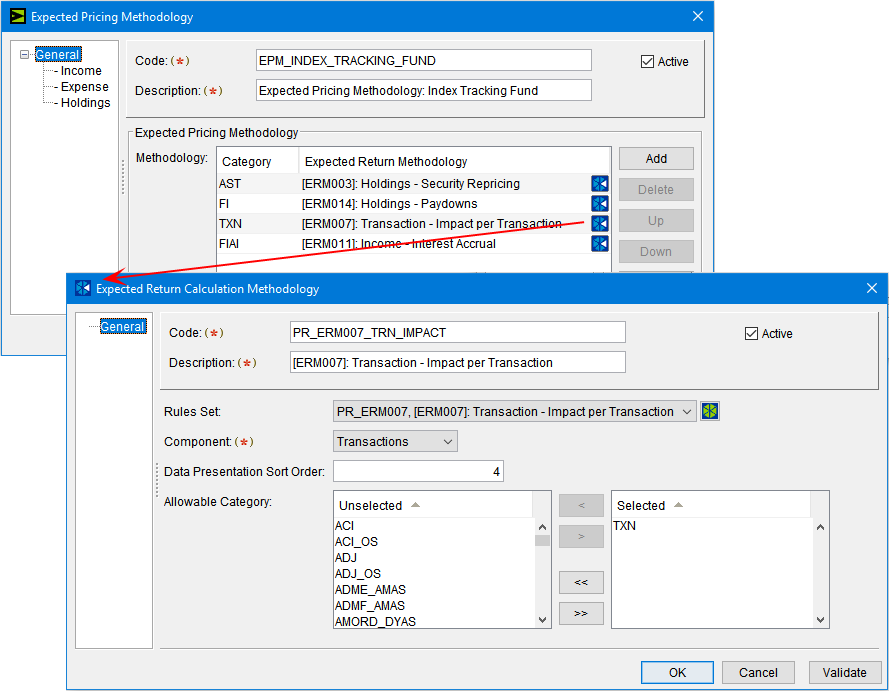 Expected Pricing Methodology
General
Income
Expense
Holdings
Code: (*) EPM_INDEX_TRACKING_FUND Active
Description: (*) Expected Pricing Methodology: Index Tracking Fund
Expected Pricing Methodology
Methodology: Category Expected Return Methodology Add
AST [ERM003]: Holdings - Security Repricing Delete
FI [ERM014]: Holdings - Paydowns Up
TXN [ERM007]: Transaction - Impact per Transaction
FIAI [ERM011]: Income - Interest Accrual Down
Expected Return Calculation Methodology
General
Code: (*) PR_ERM007_TRN_IMPACT Active
Description: (*) [ERM007]: Transaction - Impact per Transaction
Rules Set: PR_ERM007, [ERM007]: Transaction - Impact per Transaction
Component: (*) Transactions
Data Presentation Sort Order: 4
Allowable Category: Unselected < Selected
ACI TXN
ACI_OS >
ADJ
ADJ_OS <<
ADME_AMAS
ADMF_AMAS >>
AMORD_DYAS
OK Cancel Validate